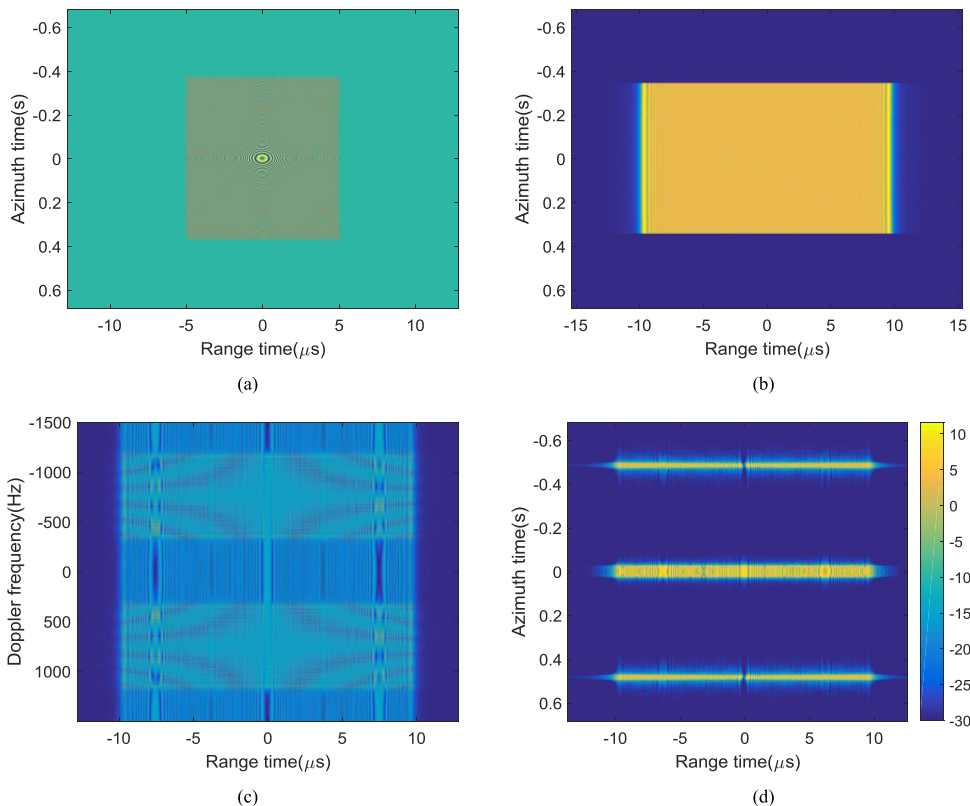 -0.6
-0.4
-0.2
0
0.2
0.4
0.6
Azimuth time(s)
-10 -5 0 5 10
Range time(μs)
(a)
-0.6
-0.4
-0.2
0
0.2
0.4
0.6
Azimuth time(s)
-15 -10 -5 0 5 10 15
Range time(μs)
(b)
-1500
-1000
-500
0
500
1000
Doppler frequency(Hz)
-10 -5 0 5 10
Range time(μs)
(c)
-0.6
-0.4
-0.2
0
0.2
0.4
0.6
Azimuth time(s)
-10 -5 0 5 10
Range time(μs)
10
5
0
-5
-10
-15
-20
-25
-30
(d)